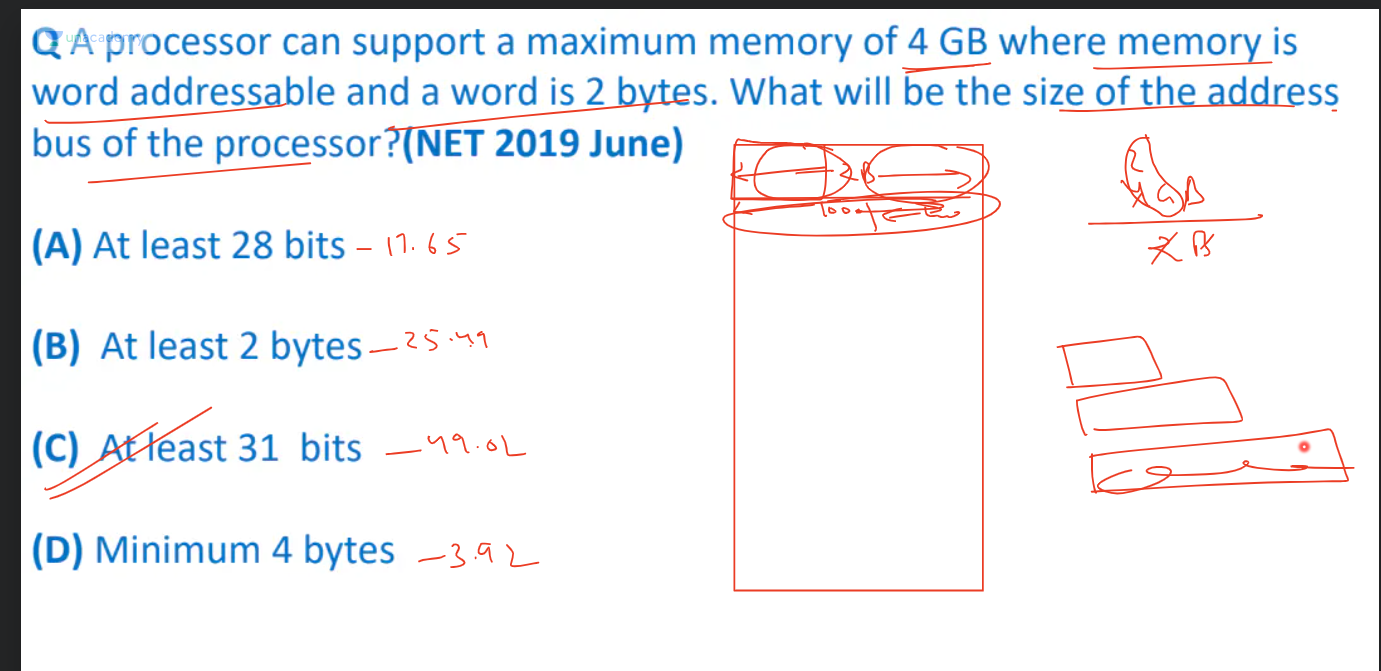 Q A processor can support a maximum memory of 4 GB where memory is
word addressable and a word is 2 bytes. What will be the size of the address
bus of the processor?(NET 2019 June)
2 B
100
2
4 G B
2 B
(A) At least 28 bits – 17.65
(B) At least 2 bytes – 25.49
(C) At least 31 bits – 49.02
(D) Minimum 4 bytes – 3.92
unacademy